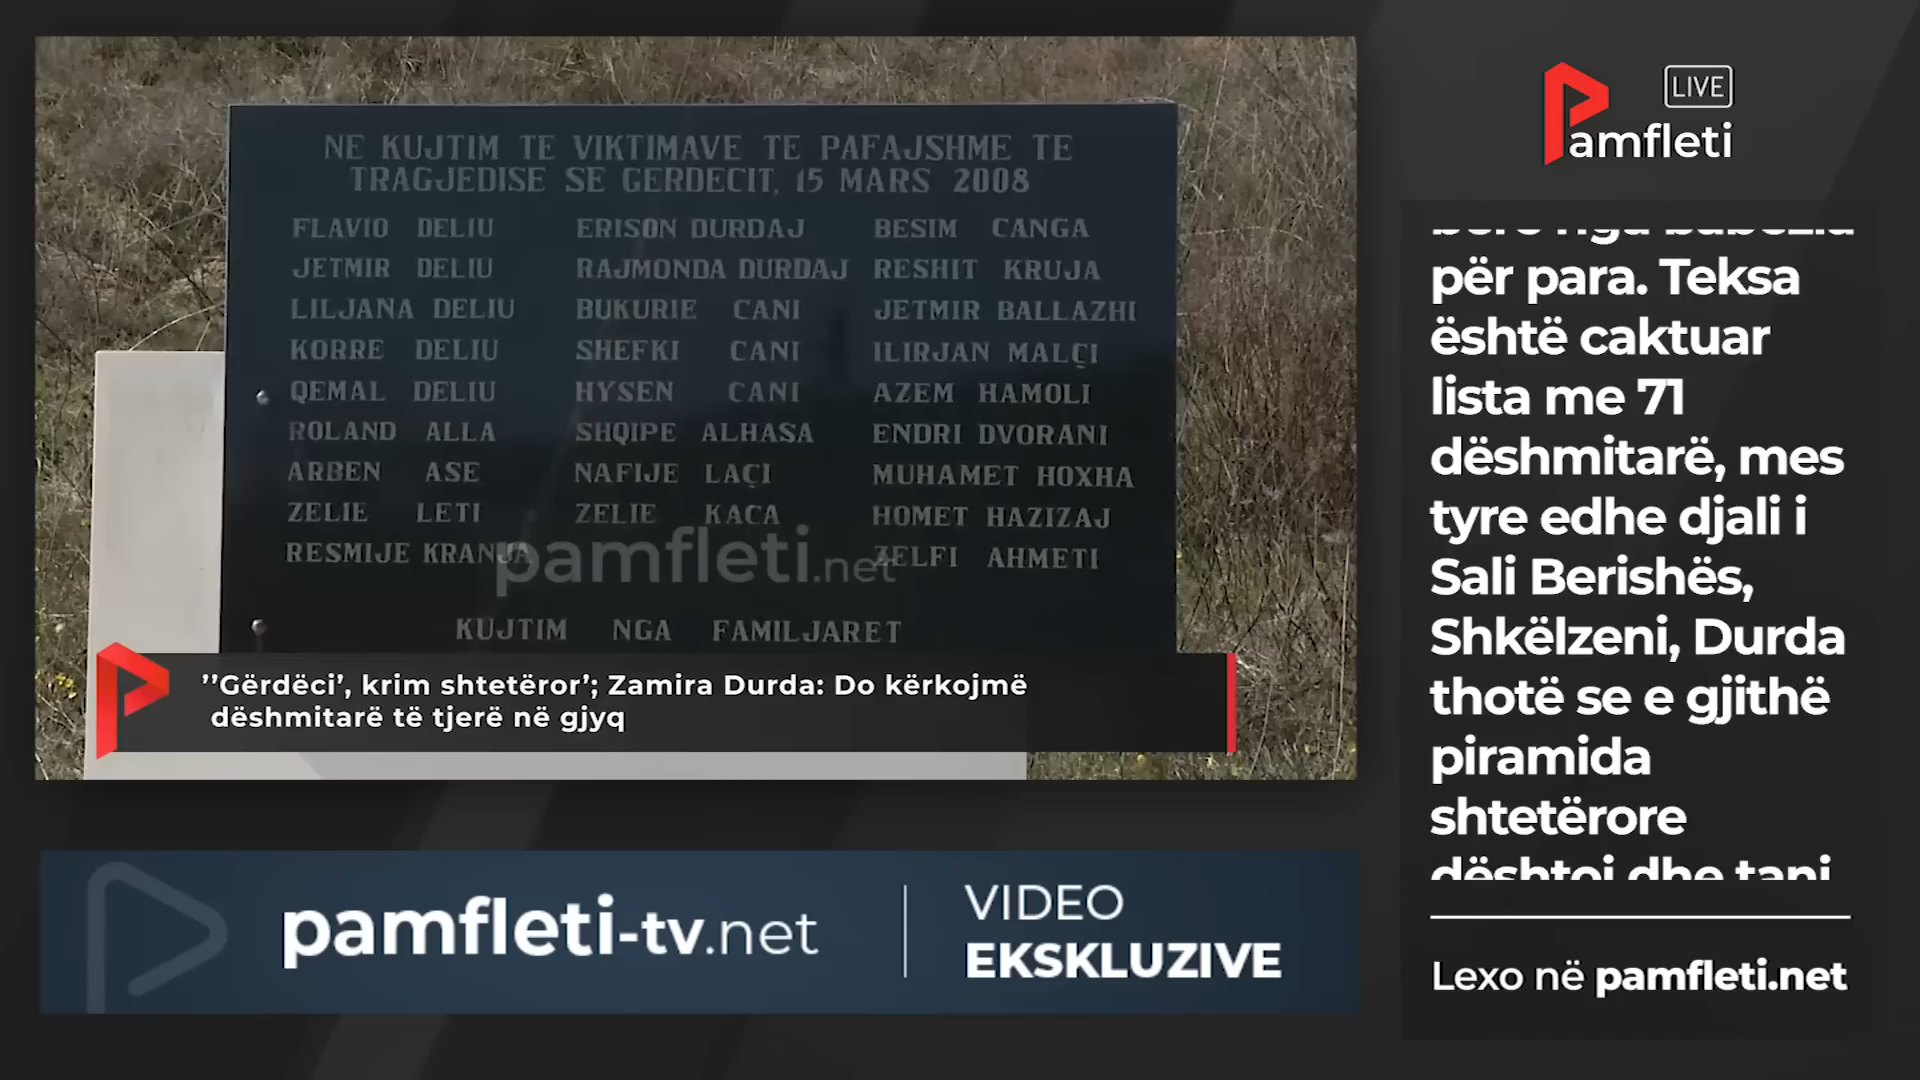 NE KUJTIM TE VIKTIMAVE TE PAFAJSHME TE
TRAGJEDISE SE GERDECIT, 15 MARS 2008
FLAVIO DELIU
JETMIR DELIU
LILJANA DELIU
KORRE DELIU
QEMAL DELIU
ROLAND ALLA
ARBEN ASE
ZELIE LETI
RESMIJE KRANJA
ERISON DURDAJ
RAJMONDA DURDAJ
BUKURIE CANI
SHEFKI CANI
HYSEN CANI
SHQIPE ALHASA
NAFIJE LAÇI
ZELIE KACA
BESIM CANGA
RESHIT KRUJA
JETMIR BALLAZHI
ILIRJAN MALÇI
AZEM HAMOLI
ENDRI DVORANI
MUHAMET HOXHA
HOMET HAZIZAJ
ZELFI AHMETI
KUJTIM NGA FAMILJARET
pamfleti.net
’’Gërdëci’, krim shtetëror’; Zamira Durda: Do kërkojmë
dëshmitarë të tjerë në gjyq
pamfleti-tv.net
VIDEO
EKSKLUZIVE
LIVE
Pamfleti
për para. Teksa
është caktuar
lista me 71
dëshmitarë, mes
tyre edhe djali i
Sali Berishës,
Shkëlzeni, Durda
thotë se e gjithë
piramida
shtetërore
dështoi dhe tani
Lexo në pamfleti.net